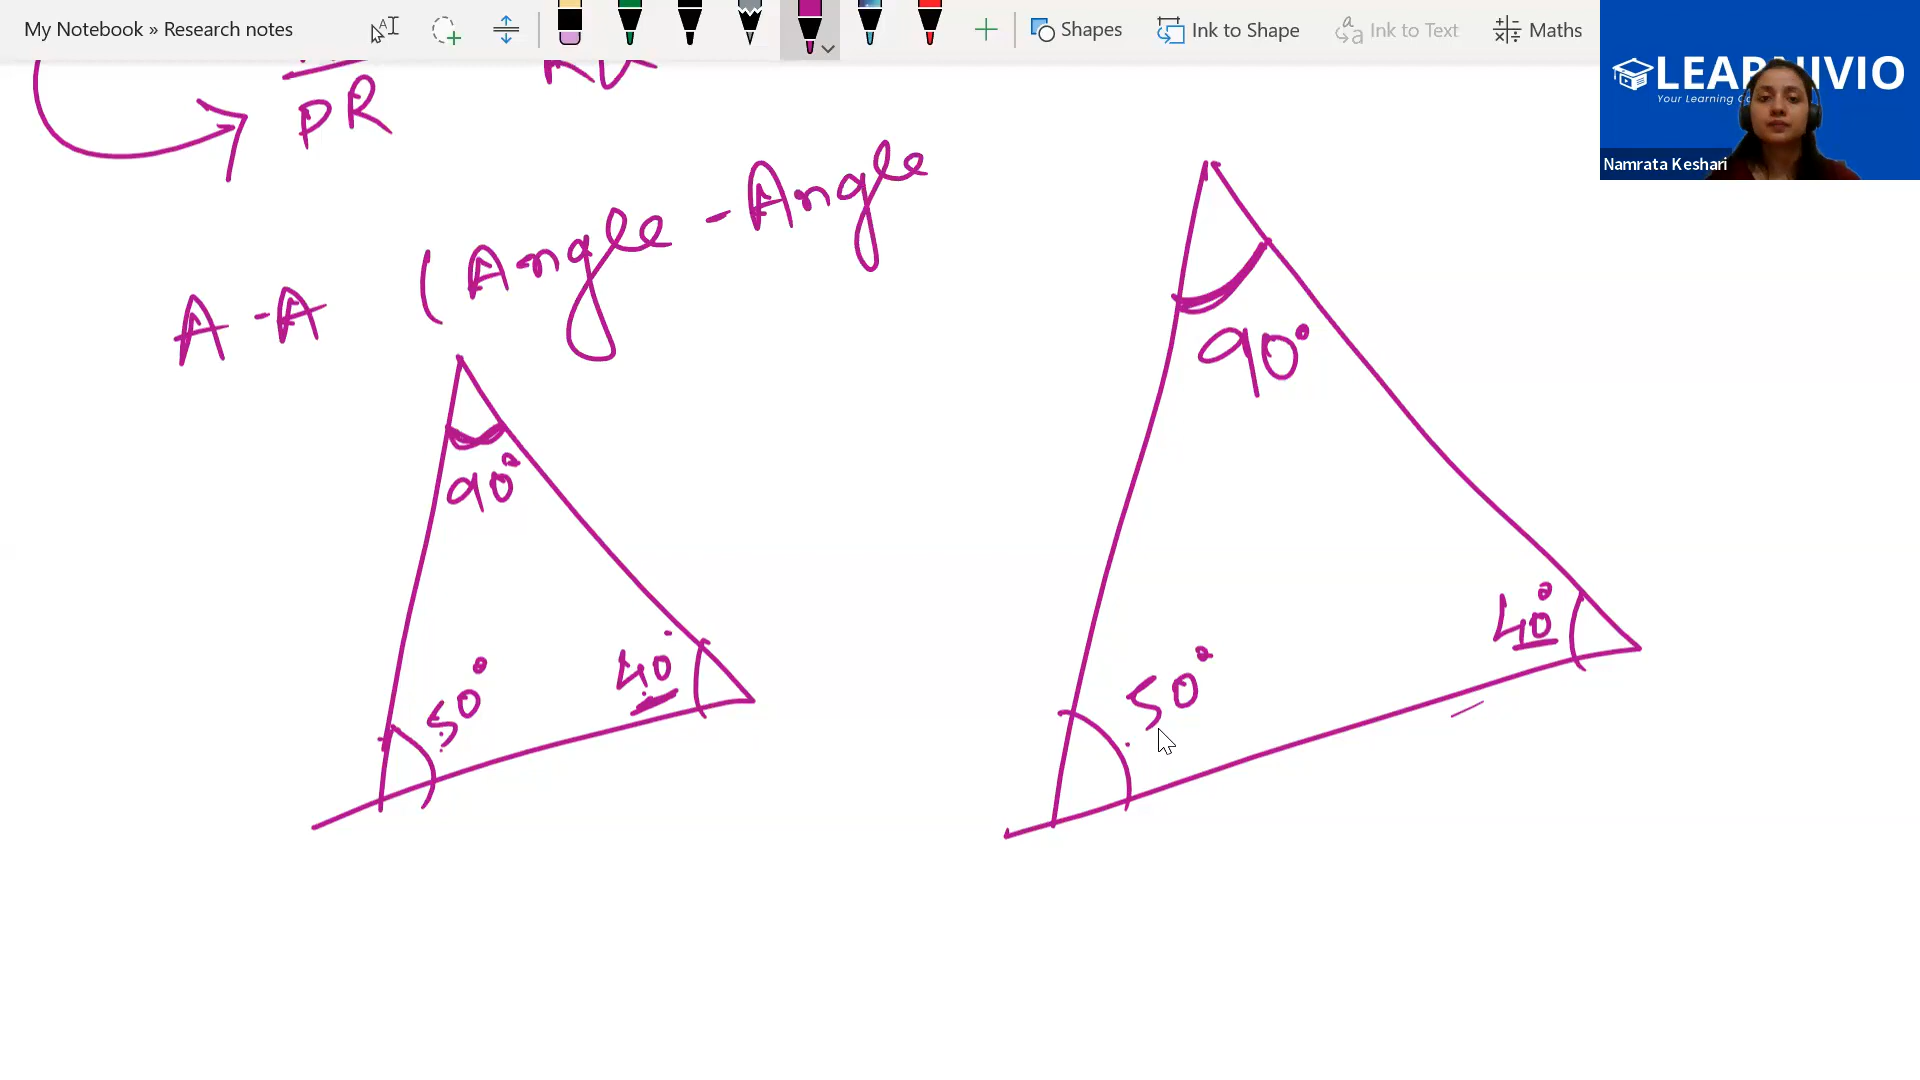 My Notebook » Research notes
Shapes
Ink to Shape
Ink to Text
Maths
Your Learning
Namrata Keshari
PR
A-A (Angle - Angle
90°
50°
40°
90°
50°
40°